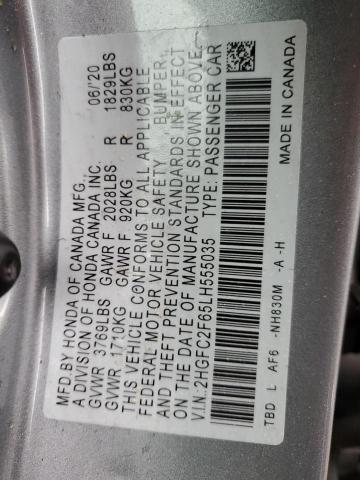 MFD BY HONDA OF CANADA MFG., 06/20
A DIVISION OF HONDA CANADA INC.
GVWR 3769LBS GAWR F 2028LBS R 1829LBS
GVWR 1710KG GAWR F 920KG R 830KG
THIS VEHICLE CONFORMS TO ALL APPLICABLE
FEDERAL MOTOR VEHICLE SAFETY BUMPER,
AND THEFT PREVENTION STANDARDS IN EFFECT
ON THE DATE OF MANUFACTURE SHOWN ABOVE.
V.I.N: 2HGFC2F65LH555035 TYPE: PASSENGER CAR
TBD L AF6 -NH830M -A -H MADE IN CANADA